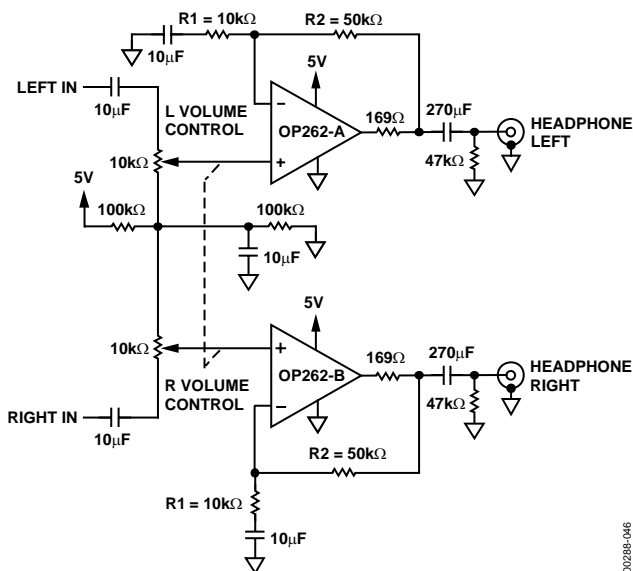 R1 = 10kΩ
R2 = 50kΩ
10µF
5V
LEFT IN
10µF
L VOLUME
CONTROL
–
OP262-A
+
169Ω
270µF
HEADPHONE
LEFT
47kΩ
10kΩ
5V
100kΩ
100kΩ
10µF
5V
10kΩ
+
OP262-B
–
169Ω
270µF
HEADPHONE
RIGHT
47kΩ
R VOLUME
CONTROL
RIGHT IN
10µF
R2 = 50kΩ
R1 = 10kΩ
10µF
00288-046